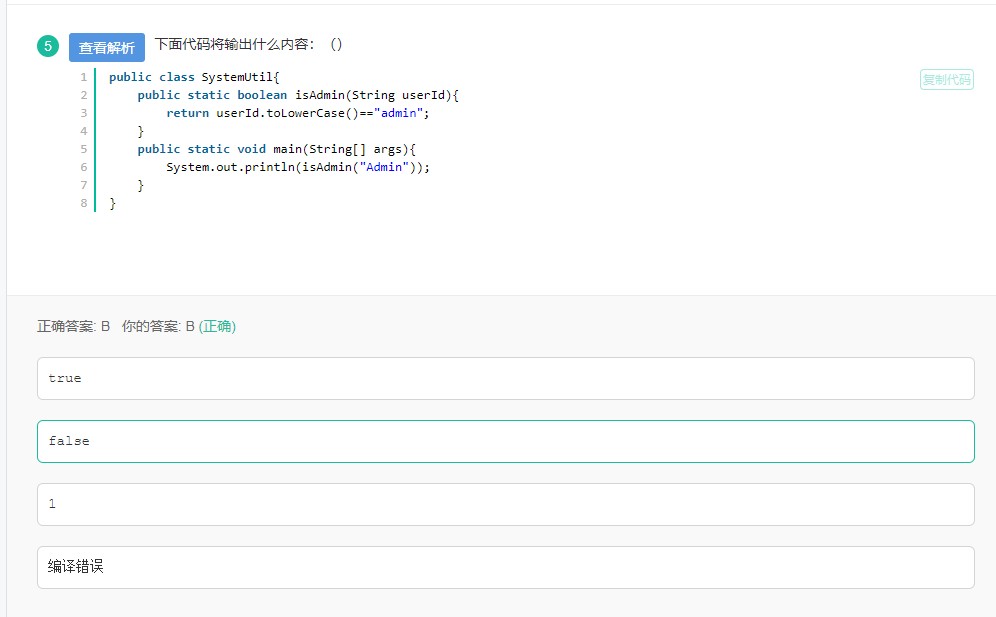 5 查看解析 下面代码将输出什么内容：（）
复制代码
1 public class SystemUtil{
2 public static boolean isAdmin(String userId){
3 return userId.toLowerCase()=="admin";
4 }
5 public static void main(String[] args){
6 System.out.println(isAdmin("Admin"));
7 }
8 }
正确答案: B 你的答案: B (正确)
true
false
1
编译错误